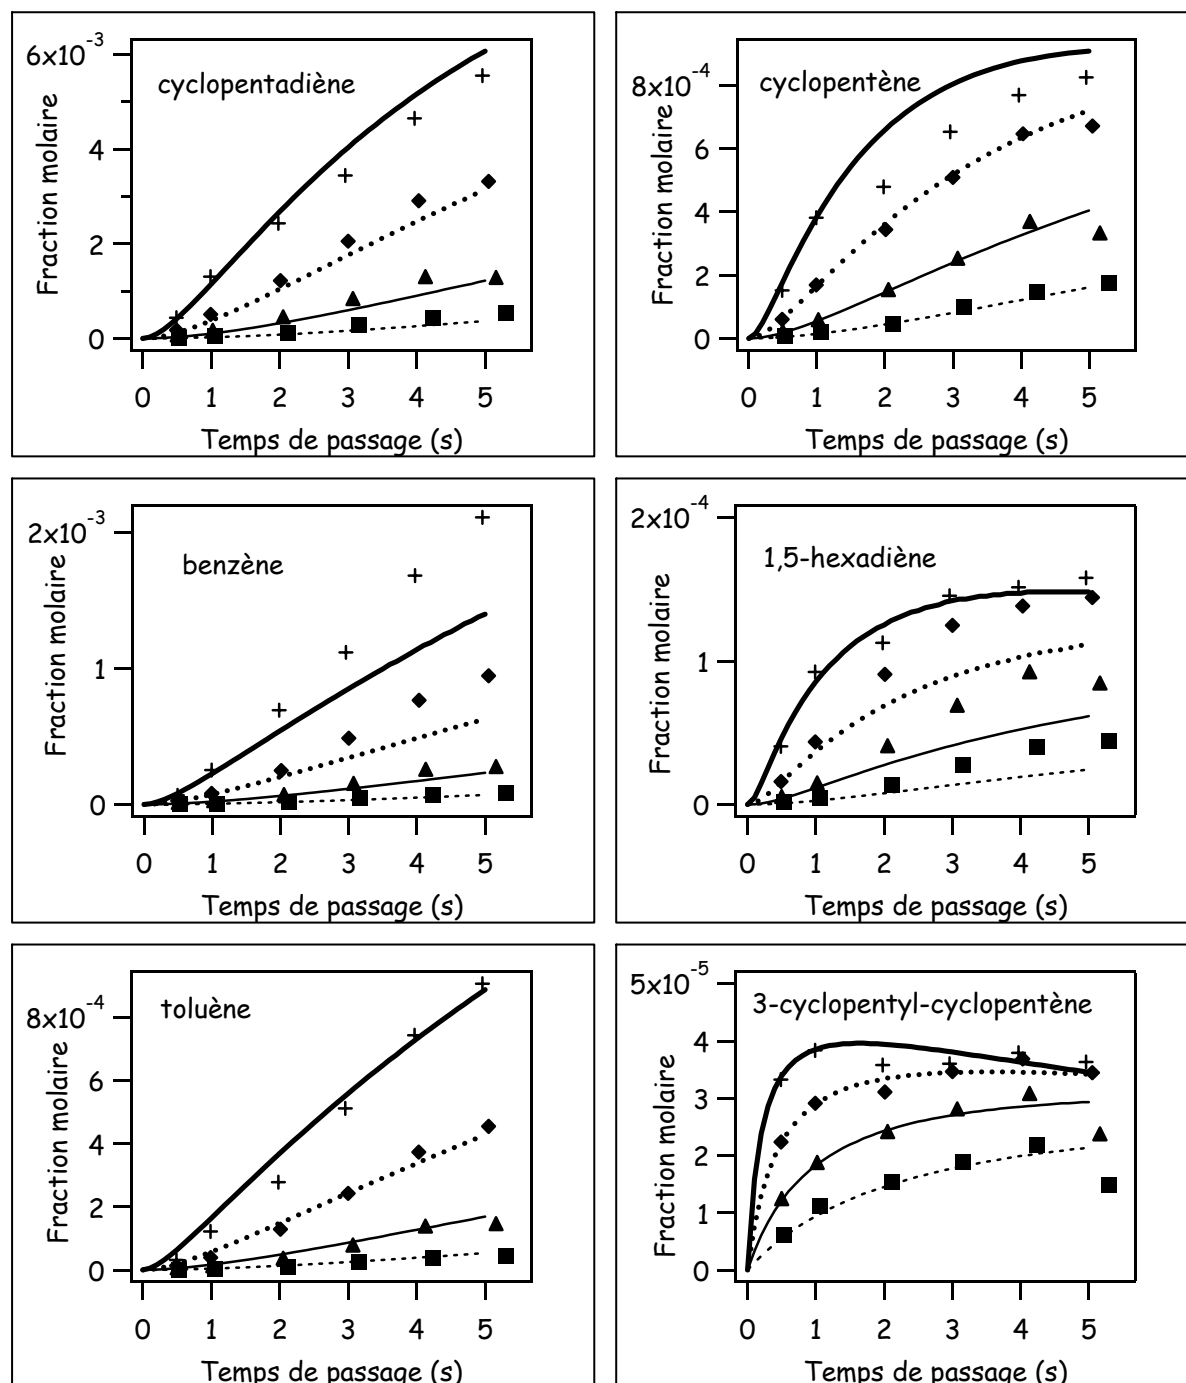 6x10-3
cyclopentadiène
4
2
0
Fraction molaire
0 1 2 3 4 5
Temps de passage (s)
8x10-4
cyclopentène
6
4
2
0
Fraction molaire
0 1 2 3 4 5
Temps de passage (s)
2x10-3
benzène
1
0
Fraction molaire
0 1 2 3 4 5
Temps de passage (s)
2x10-4
1,5-hexadiène
1
0
Fraction molaire
0 1 2 3 4 5
Temps de passage (s)
8x10-4
toluène
6
4
2
0
Fraction molaire
0 1 2 3 4 5
Temps de passage (s)
5x10-5
3-cyclopentyl-cyclopentène
4
3
2
1
0
Fraction molaire
0 1 2 3 4 5
Temps de passage (s)